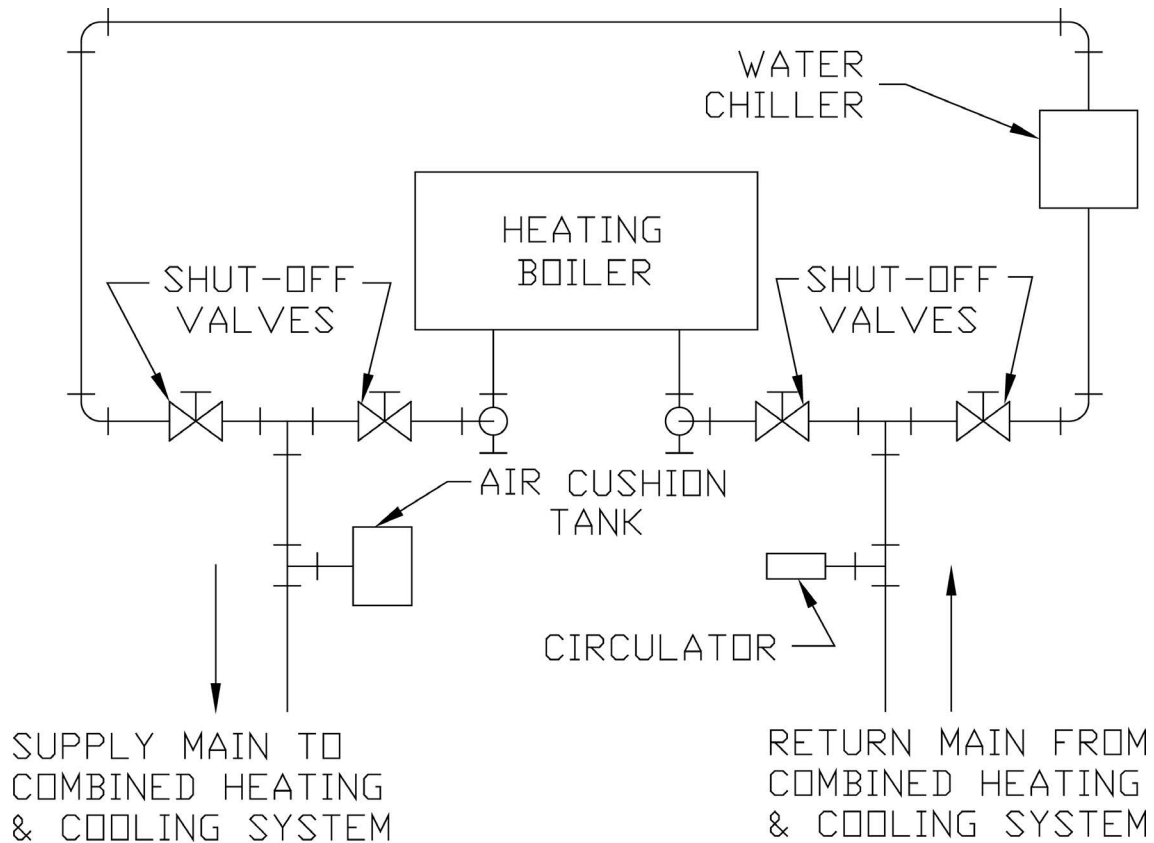 WATER
CHILLER
HEATING
BOILER
SHUT-OFF
VALVES
SHUT-OFF
VALVES
AIR CUSHION
TANK
CIRCULATOR
SUPPLY MAIN TO
COMBINED HEATING
& COOLING SYSTEM
RETURN MAIN FROM
COMBINED HEATING
& COOLING SYSTEM